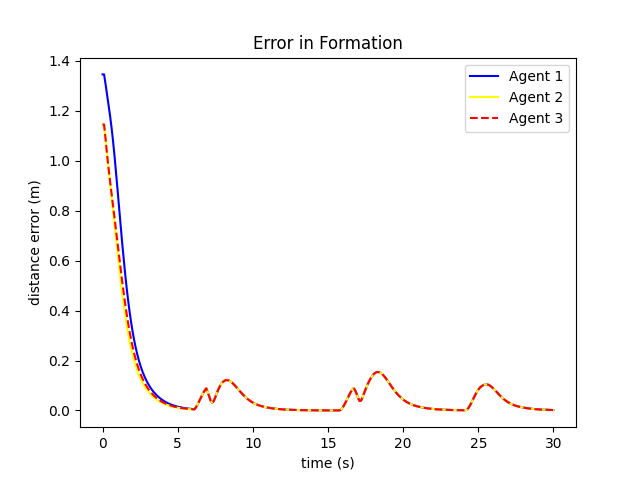 Error in Formation
Agent 1
Agent 2
Agent 3
distance error (m)
1.4
1.2
1.0
0.8
0.6
0.4
0.2
0.0
0 5 10 15 20 25 30
time (s)